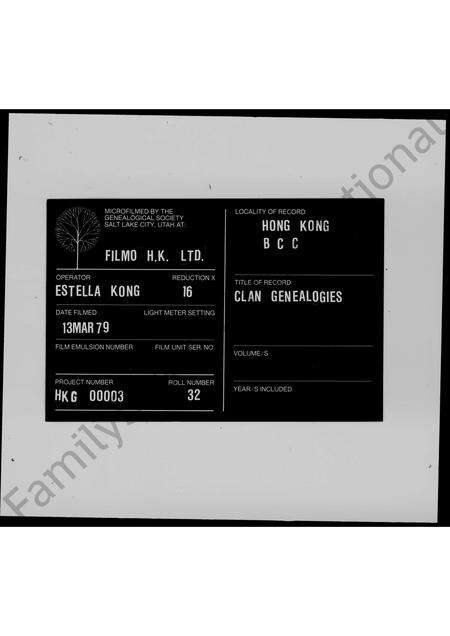 MICROFILMED BY THE
GENEALOGICAL SOCIETY
SALT LAKE CITY, UTAH AT:
FILMO H.K. LTD.
OPERATOR REDUCTION X
ESTELLA KONG 16
DATE FILMED LIGHT METER SETTING
13MAR79
FILM EMULSION NUMBER FILM UNIT SER. NO.
PROJECT NUMBER ROLL NUMBER
HKG 00003 32
LOCALITY OF RECORD
HONG KONG
B C C
TITLE OF RECORD
CLAN GENEALOGIES
VOLUME/S
YEAR/S INCLUDED
Family
national